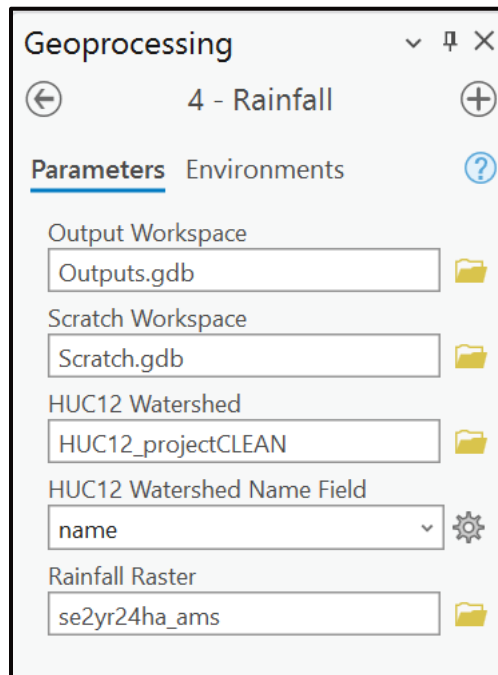 Geoprocessing
4 - Rainfall
Parameters Environments
Output Workspace
Outputs.gdb
Scratch Workspace
Scratch.gdb
HUC12 Watershed
HUC12_projectCLEAN
HUC12 Watershed Name Field
name
Rainfall Raster
se2yr24ha_ams